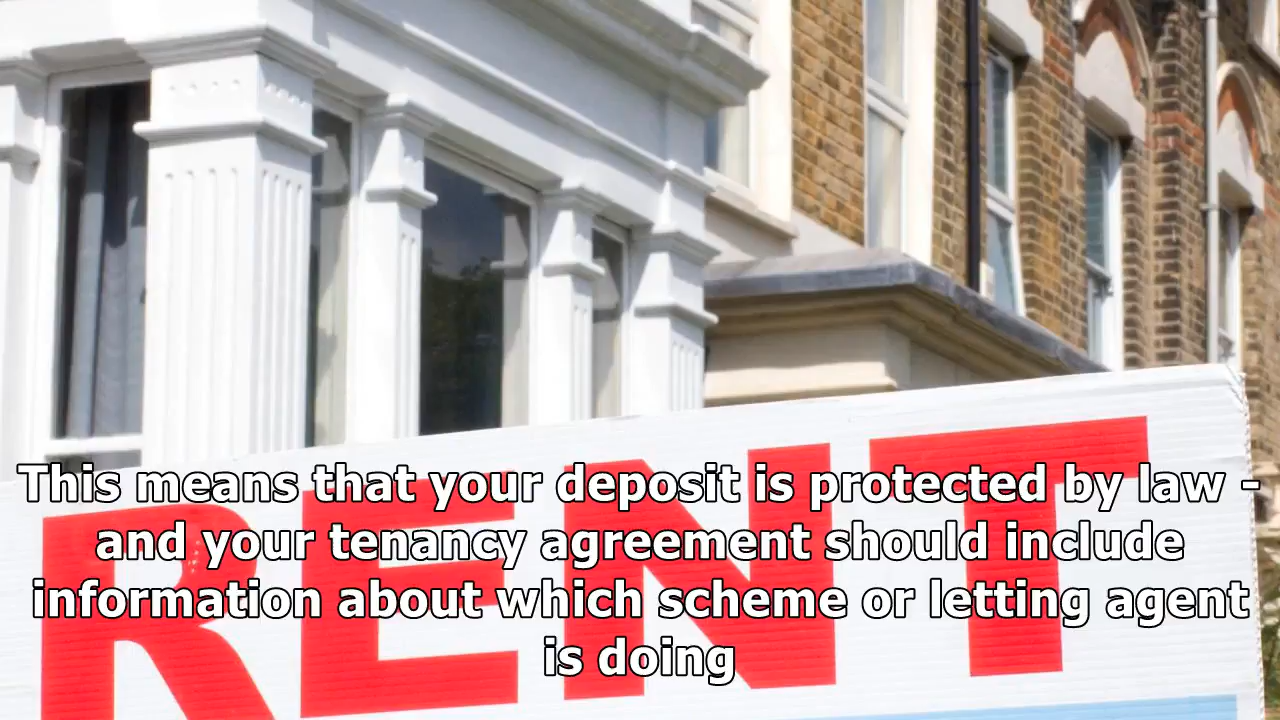 RENT
This means that your deposit is protected by law -
and your tenancy agreement should include
information about which scheme or letting agent
is doing